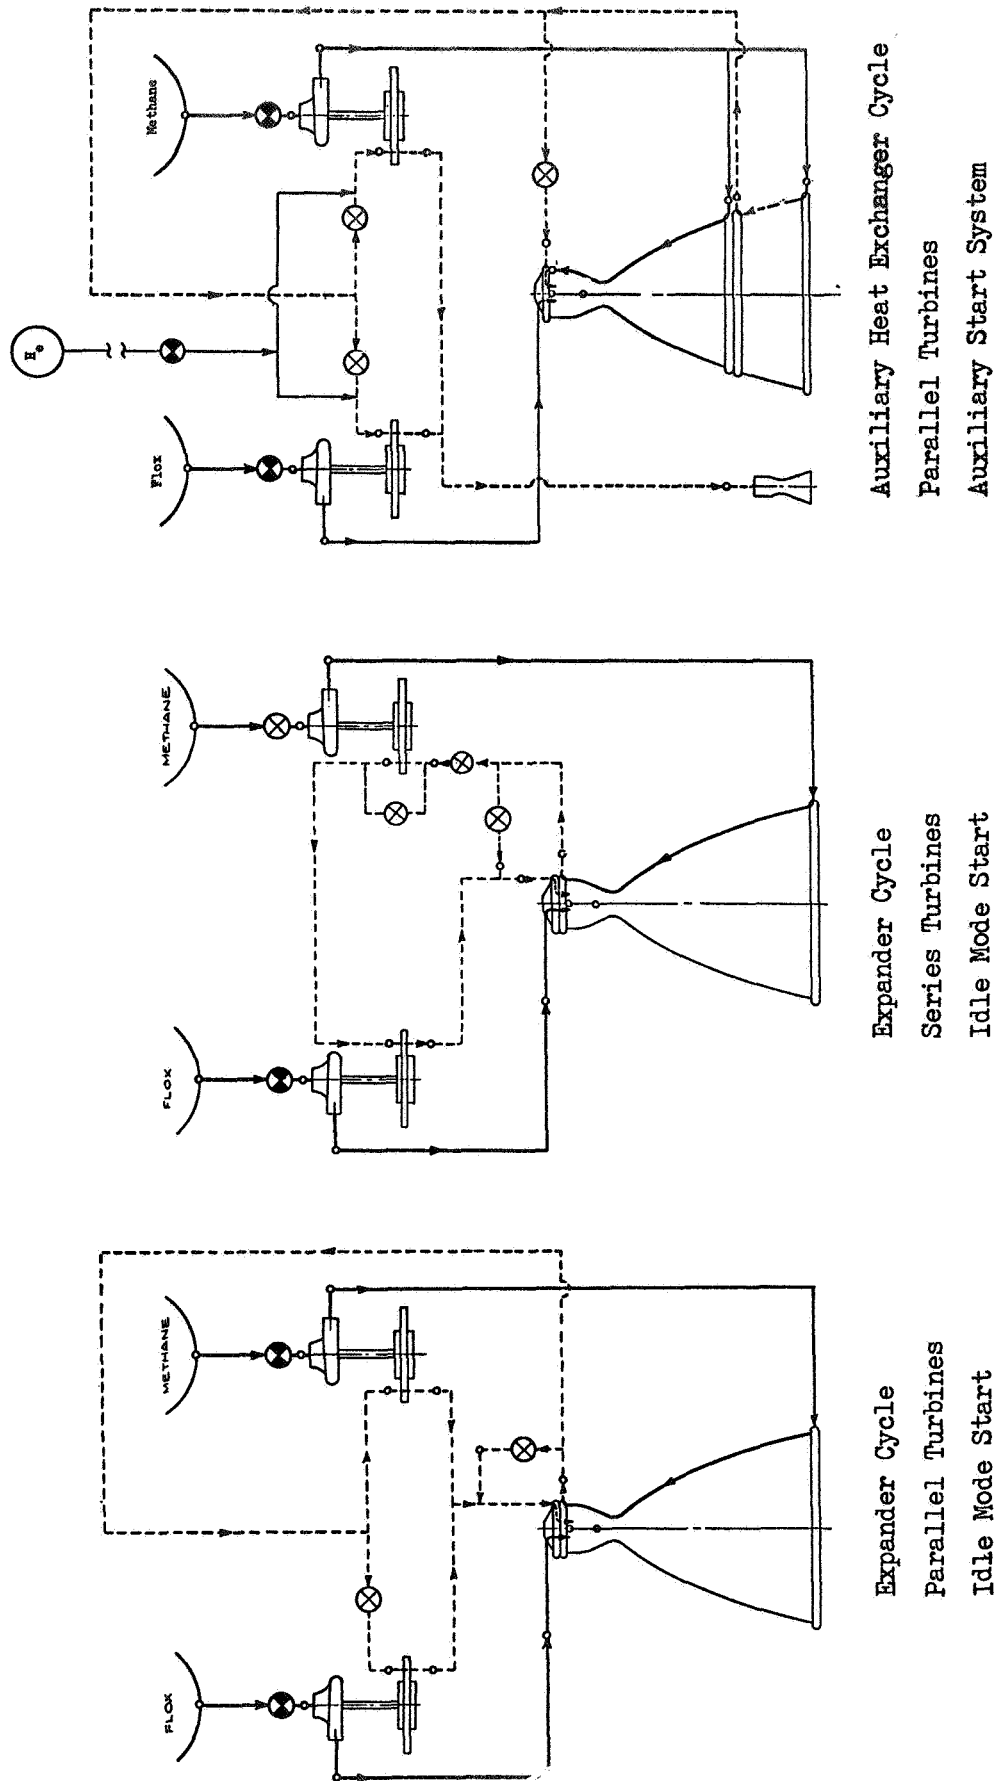 FLOX
METHANE
Expander Cycle
Parallel Turbines
Idle Mode Start
FLOX
METHANE
Expander Cycle
Series Turbines
Idle Mode Start
He
Flox
Methane
Auxiliary Heat Exchanger Cycle
Parallel Turbines
Auxiliary Start System